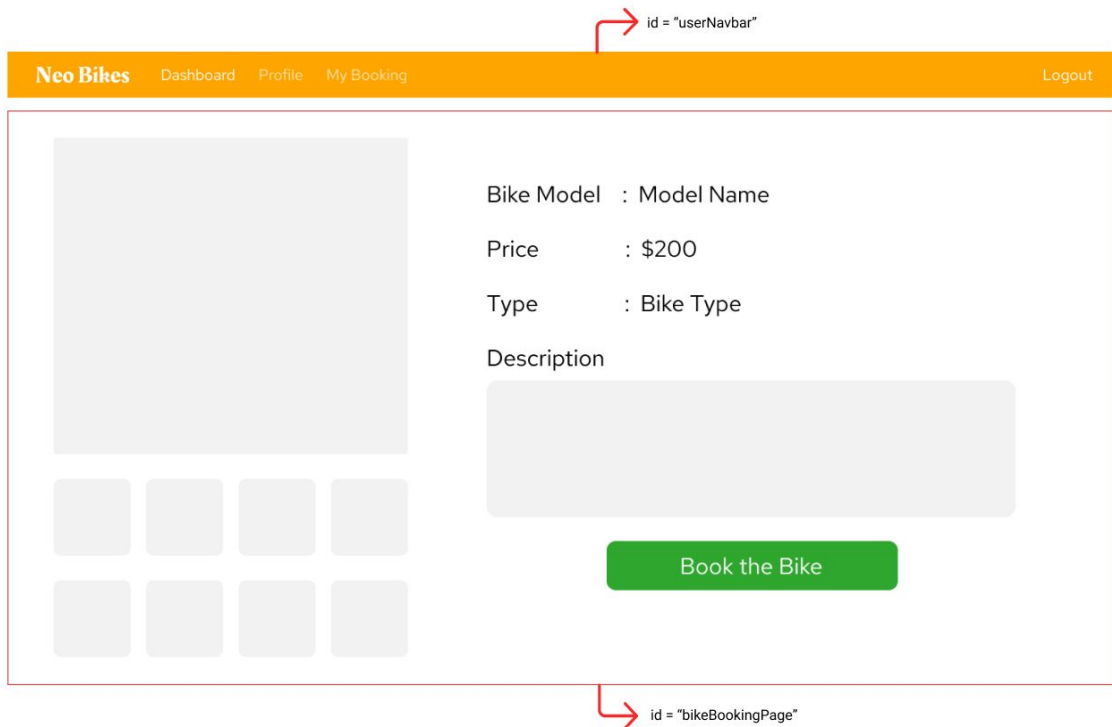 id = “userNavbar”
Neo Bikes Dashboard Profile My Booking Logout
Bike Model : Model Name
Price : $200
Type : Bike Type
Description
Book the Bike
id = “bikeBookingPage”